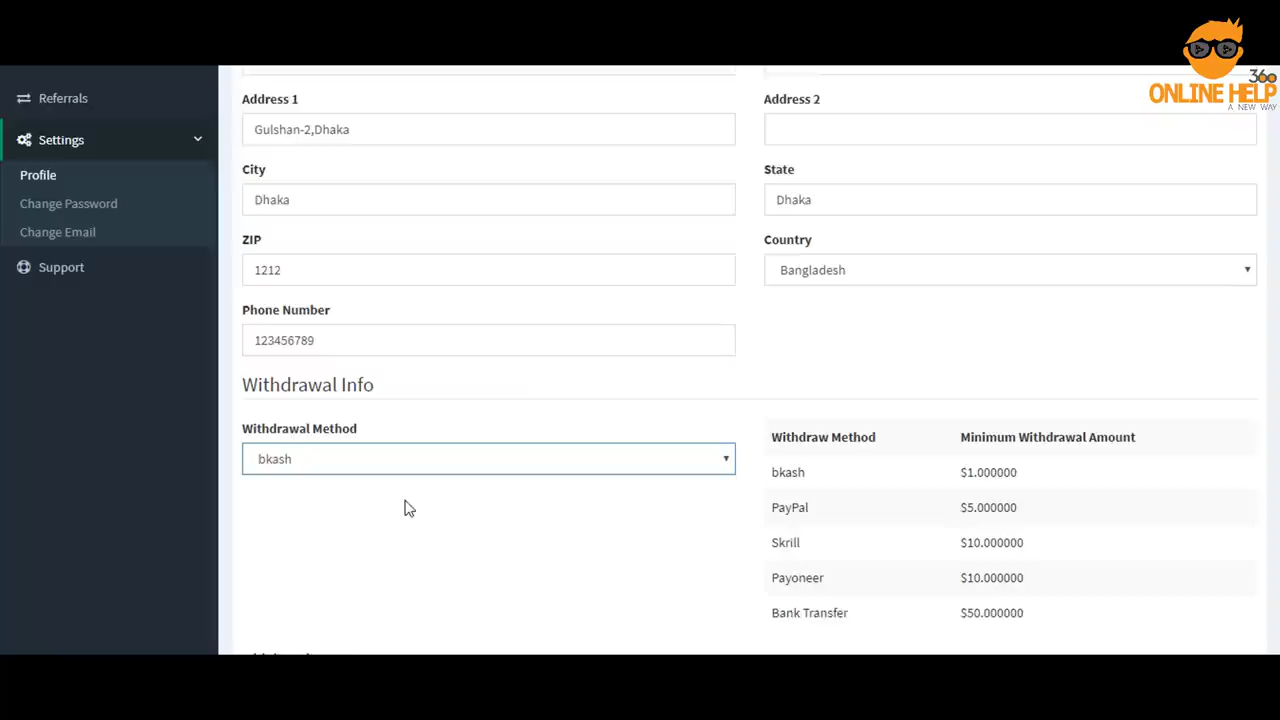 360
ONLINE HELP
A NEW WAY
Referrals
Settings
Profile
Change Password
Change Email
Support
Address 1
Address 2
Gulshan-2,Dhaka
City
State
Dhaka
Dhaka
ZIP
Country
1212
Bangladesh
Phone Number
123456789
Withdrawal Info
Withdrawal Method
bkash
Withdraw Method Minimum Withdrawal Amount
bkash $1.000000
PayPal $5.000000
Skrill $10.000000
Payoneer $10.000000
Bank Transfer $50.000000